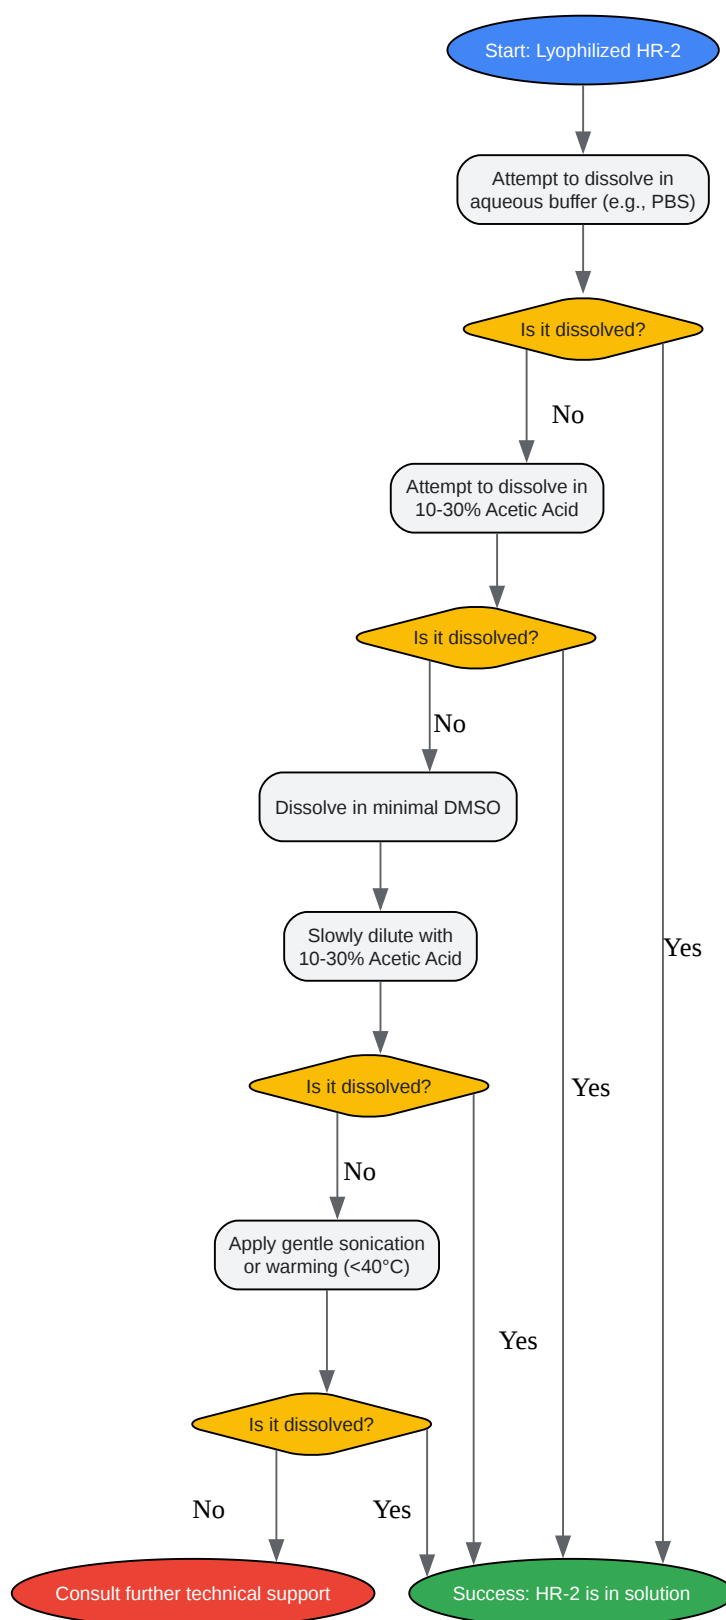 Start: Lyophilized HR-2
Attempt to dissolve in
aqueous buffer (e.g., PBS)
Is it dissolved?
No
Attempt to dissolve in
10-30% Acetic Acid
Is it dissolved?
No
Dissolve in minimal DMSO
Slowly dilute with
10-30% Acetic Acid
Yes
Is it dissolved?
Yes
No
Apply gentle sonication
or warming (<40°C)
Yes
Is it dissolved?
No
Yes
Consult further technical support
Success: HR-2 is in solution